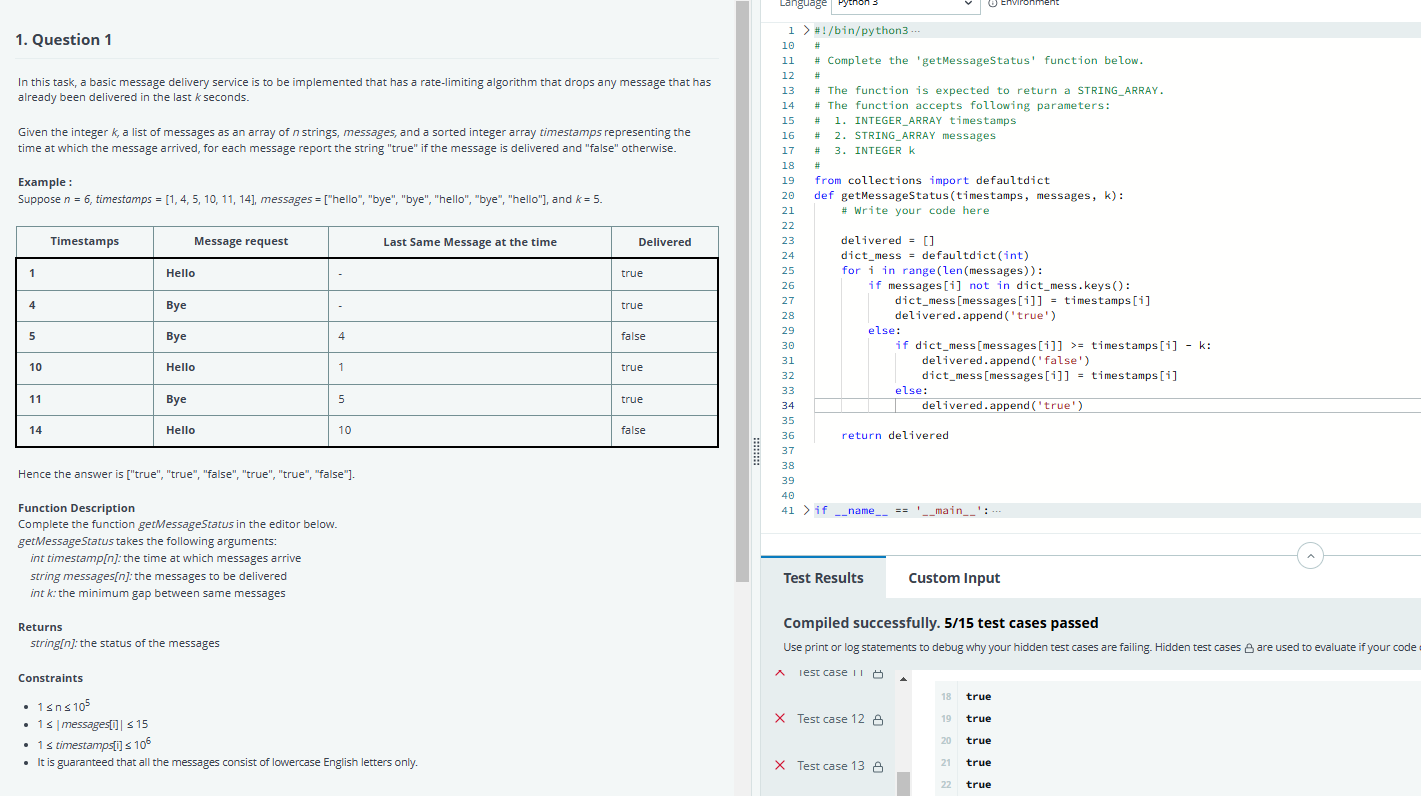 Language Python 3 Environment
1. Question 1
In this task, a basic message delivery service is to be implemented that has a rate-limiting algorithm that drops any message that has
already been delivered in the last k seconds.
Given the integer k, a list of messages as an array of n strings, messages, and a sorted integer array timestamps representing the
time at which the message arrived, for each message report the string "true" if the message is delivered and "false" otherwise.
Example :
Suppose n = 6, timestamps = [1, 4, 5, 10, 11, 14], messages = ["hello", "bye", "bye", "hello", "bye", "hello"], and k = 5.
Timestamps Message request Last Same Message at the time Delivered
1 Hello - true
4 Bye - true
5 Bye 4 false
10 Hello 1 true
11 Bye 5 true
14 Hello 10 false
Hence the answer is ["true", "true", "false", "true", "true", "false"].
Function Description
Complete the function getMessageStatus in the editor below.
getMessageStatus takes the following arguments:
int timestamp[n]: the time at which messages arrive
string messages[n]: the messages to be delivered
int k: the minimum gap between same messages
Returns
string[n]: the status of the messages
Constraints
• 1 ≤ n ≤ 10⁵
• 1 ≤ |messages[i]| ≤ 15
• 1 ≤ timestamps[i] ≤ 10⁶
• It is guaranteed that all the messages consist of lowercase English letters only.
1 #!/bin/python3 ...
10 #
11 # Complete the 'getMessageStatus' function below.
12 #
13 # The function is expected to return a STRING_ARRAY.
14 # The function accepts following parameters:
15 #  1. INTEGER_ARRAY timestamps
16 #  2. STRING_ARRAY messages
17 #  3. INTEGER k
18 #
19 from collections import defaultdict
20 def getMessageStatus(timestamps, messages, k):
21     # Write your code here
22
23     delivered = []
24     dict_mess = defaultdict(int)
25     for i in range(len(messages)):
26         if messages[i] not in dict_mess.keys():
27             dict_mess[messages[i]] = timestamps[i]
28             delivered.append('true')
29         else:
30             if dict_mess[messages[i]] >= timestamps[i] - k:
31                 delivered.append('false')
32                 dict_mess[messages[i]] = timestamps[i]
33             else:
34                 delivered.append('true')
35
36     return delivered
37
38
39
40
41 if __name__ == '__main__': ...
Test Results Custom Input
Compiled successfully. 5/15 test cases passed
Use print or log statements to debug why your hidden test cases are failing. Hidden test cases are used to evaluate if your code
Test case 11
Test case 12
Test case 13
18 true
19 true
20 true
21 true
22 true